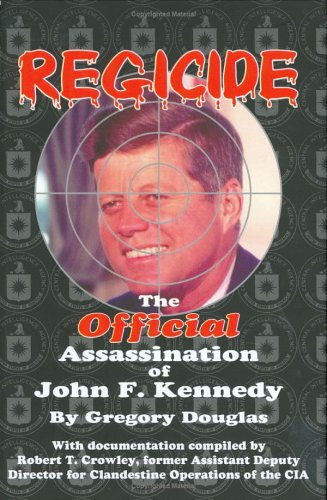 REGICIDE
The
Official
Assassination
of
John F. Kennedy
By Gregory Douglas
With documentation compiled by
Robert T. Crowley, former Assistant Deputy
Director for Clandestine Operations of the CIA